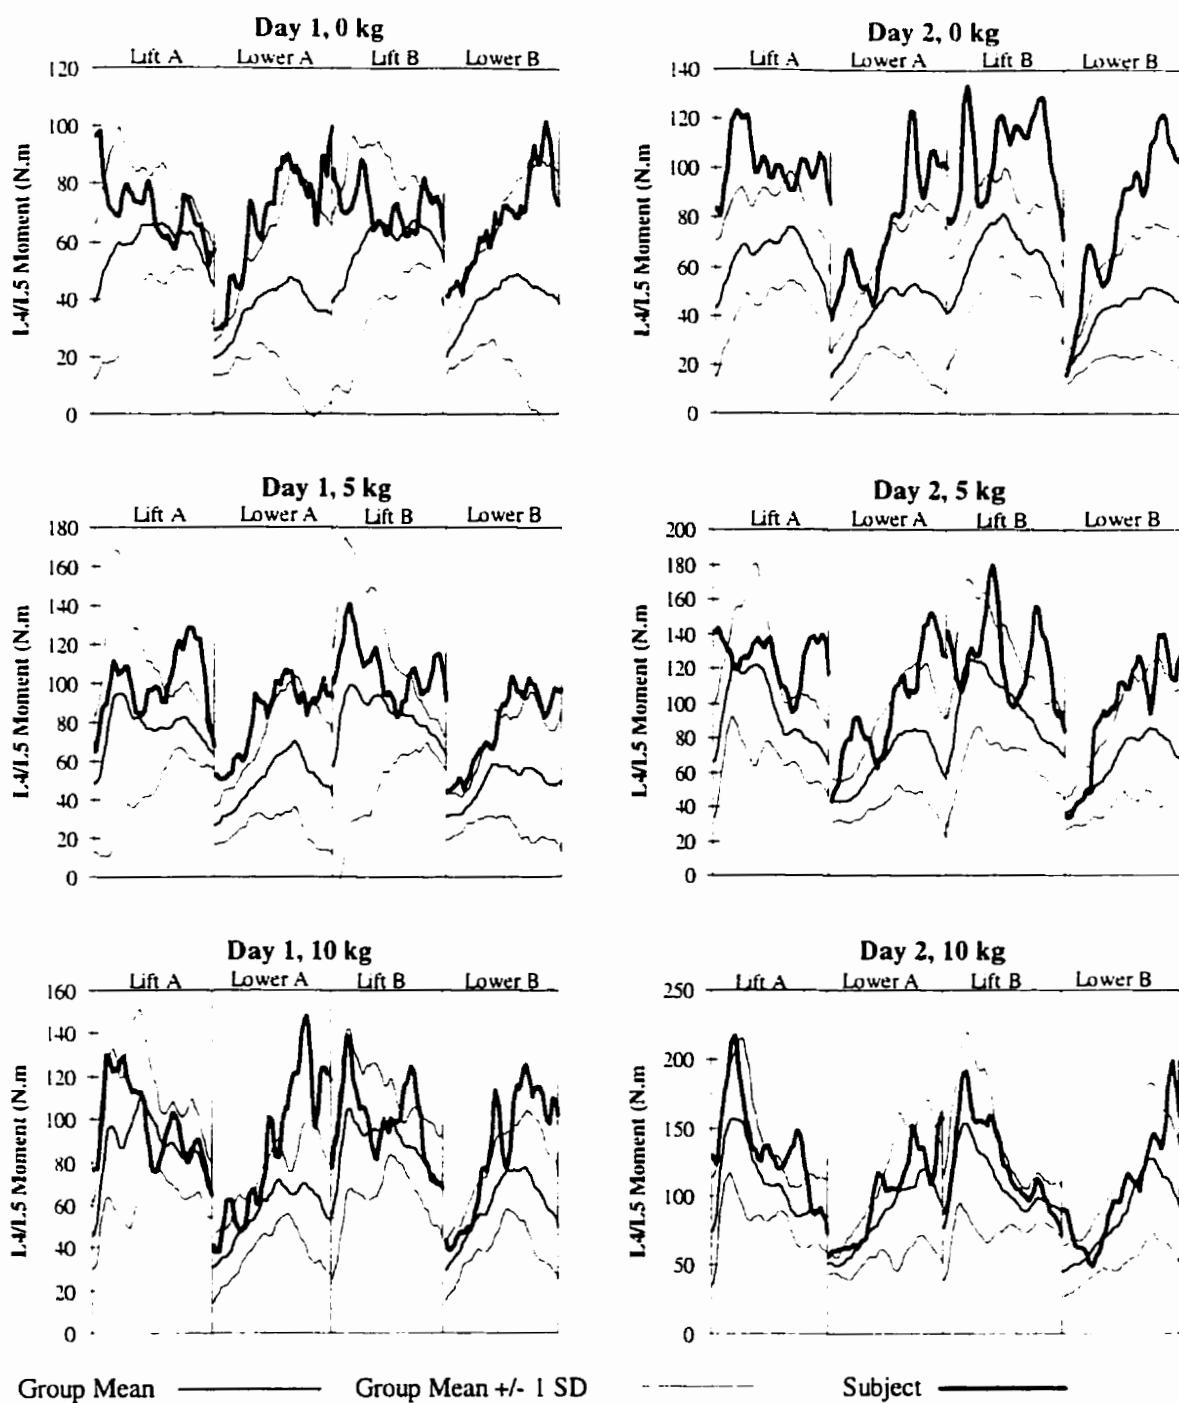 Day 1, 0 kg
Lift A Lower A Lift B Lower B
120
100
80
60
40
20
0
L4/L5 Moment (N.m
Day 2, 0 kg
Lift A Lower A Lift B Lower B
140
120
100
80
60
40
20
0
L4/L5 Moment (N.m
Day 1, 5 kg
Lift A Lower A Lift B Lower B
180
160
140
120
100
80
60
40
20
0
L4/L5 Moment (N.m
Day 2, 5 kg
Lift A Lower A Lift B Lower B
200
180
160
140
120
100
80
60
40
20
0
L4/L5 Moment (N.m
Day 1, 10 kg
Lift A Lower A Lift B Lower B
160
140
120
100
80
60
40
20
0
L4/L5 Moment (N.m
Day 2, 10 kg
Lift A Lower A Lift B Lower B
250
200
150
100
50
0
L4/L5 Moment (N.m
Group Mean Group Mean +/- 1 SD Subject